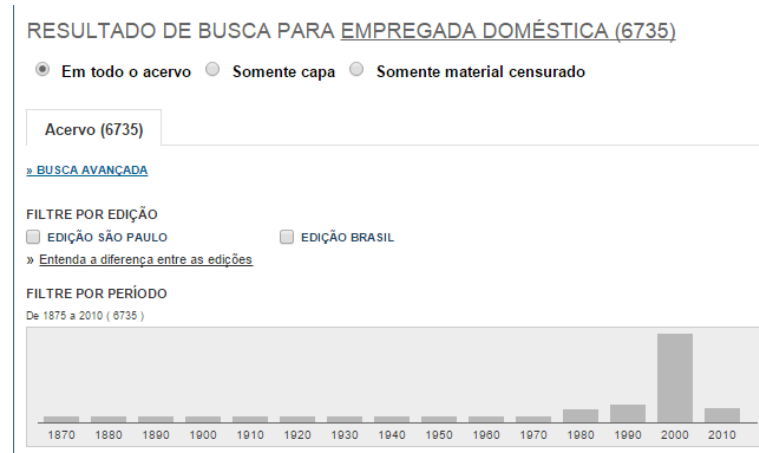 RESULTADO DE BUSCA PARA EMPREGADA DOMÉSTICA (6735)
Em todo o acervo Somente capa Somente material censurado
Acervo (6735)
» BUSCA AVANÇADA
FILTRE POR EDIÇÃO
EDIÇÃO SÃO PAULO EDIÇÃO BRASIL
» Entenda a diferença entre as edições
FILTRE POR PERÍODO
De 1875 a 2010 ( 6735 )
1870 1880 1890 1900 1910 1920 1930 1940 1950 1960 1970 1980 1990 2000 2010